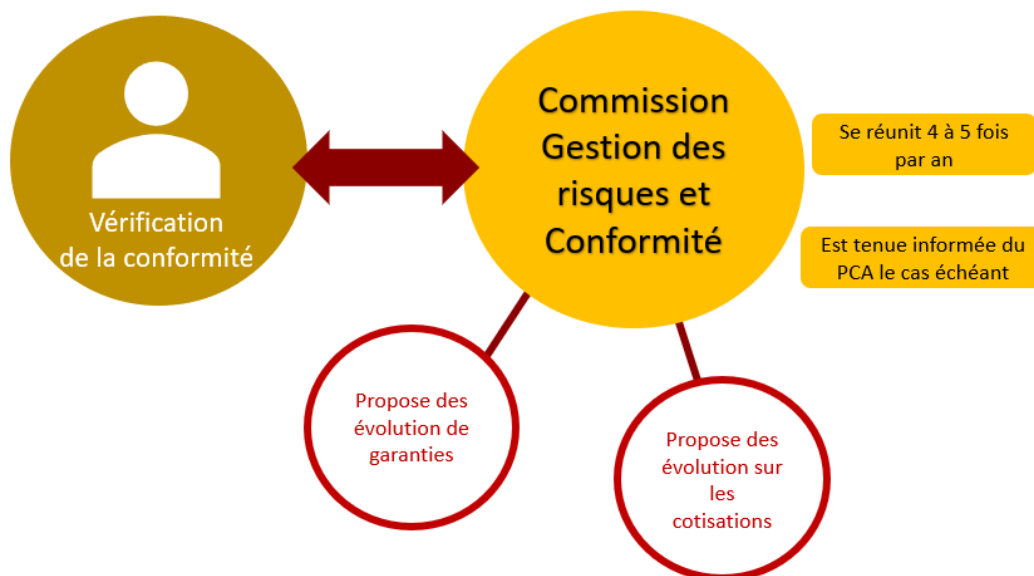 Vérification
de la conformité
Commission
Gestion des
risques et
Conformité
Se réunit 4 à 5 fois
par an
Est tenue informée du
PCA le cas échéant
Propose des
évolution de
garanties
Propose des
évolution sur
les
cotisations